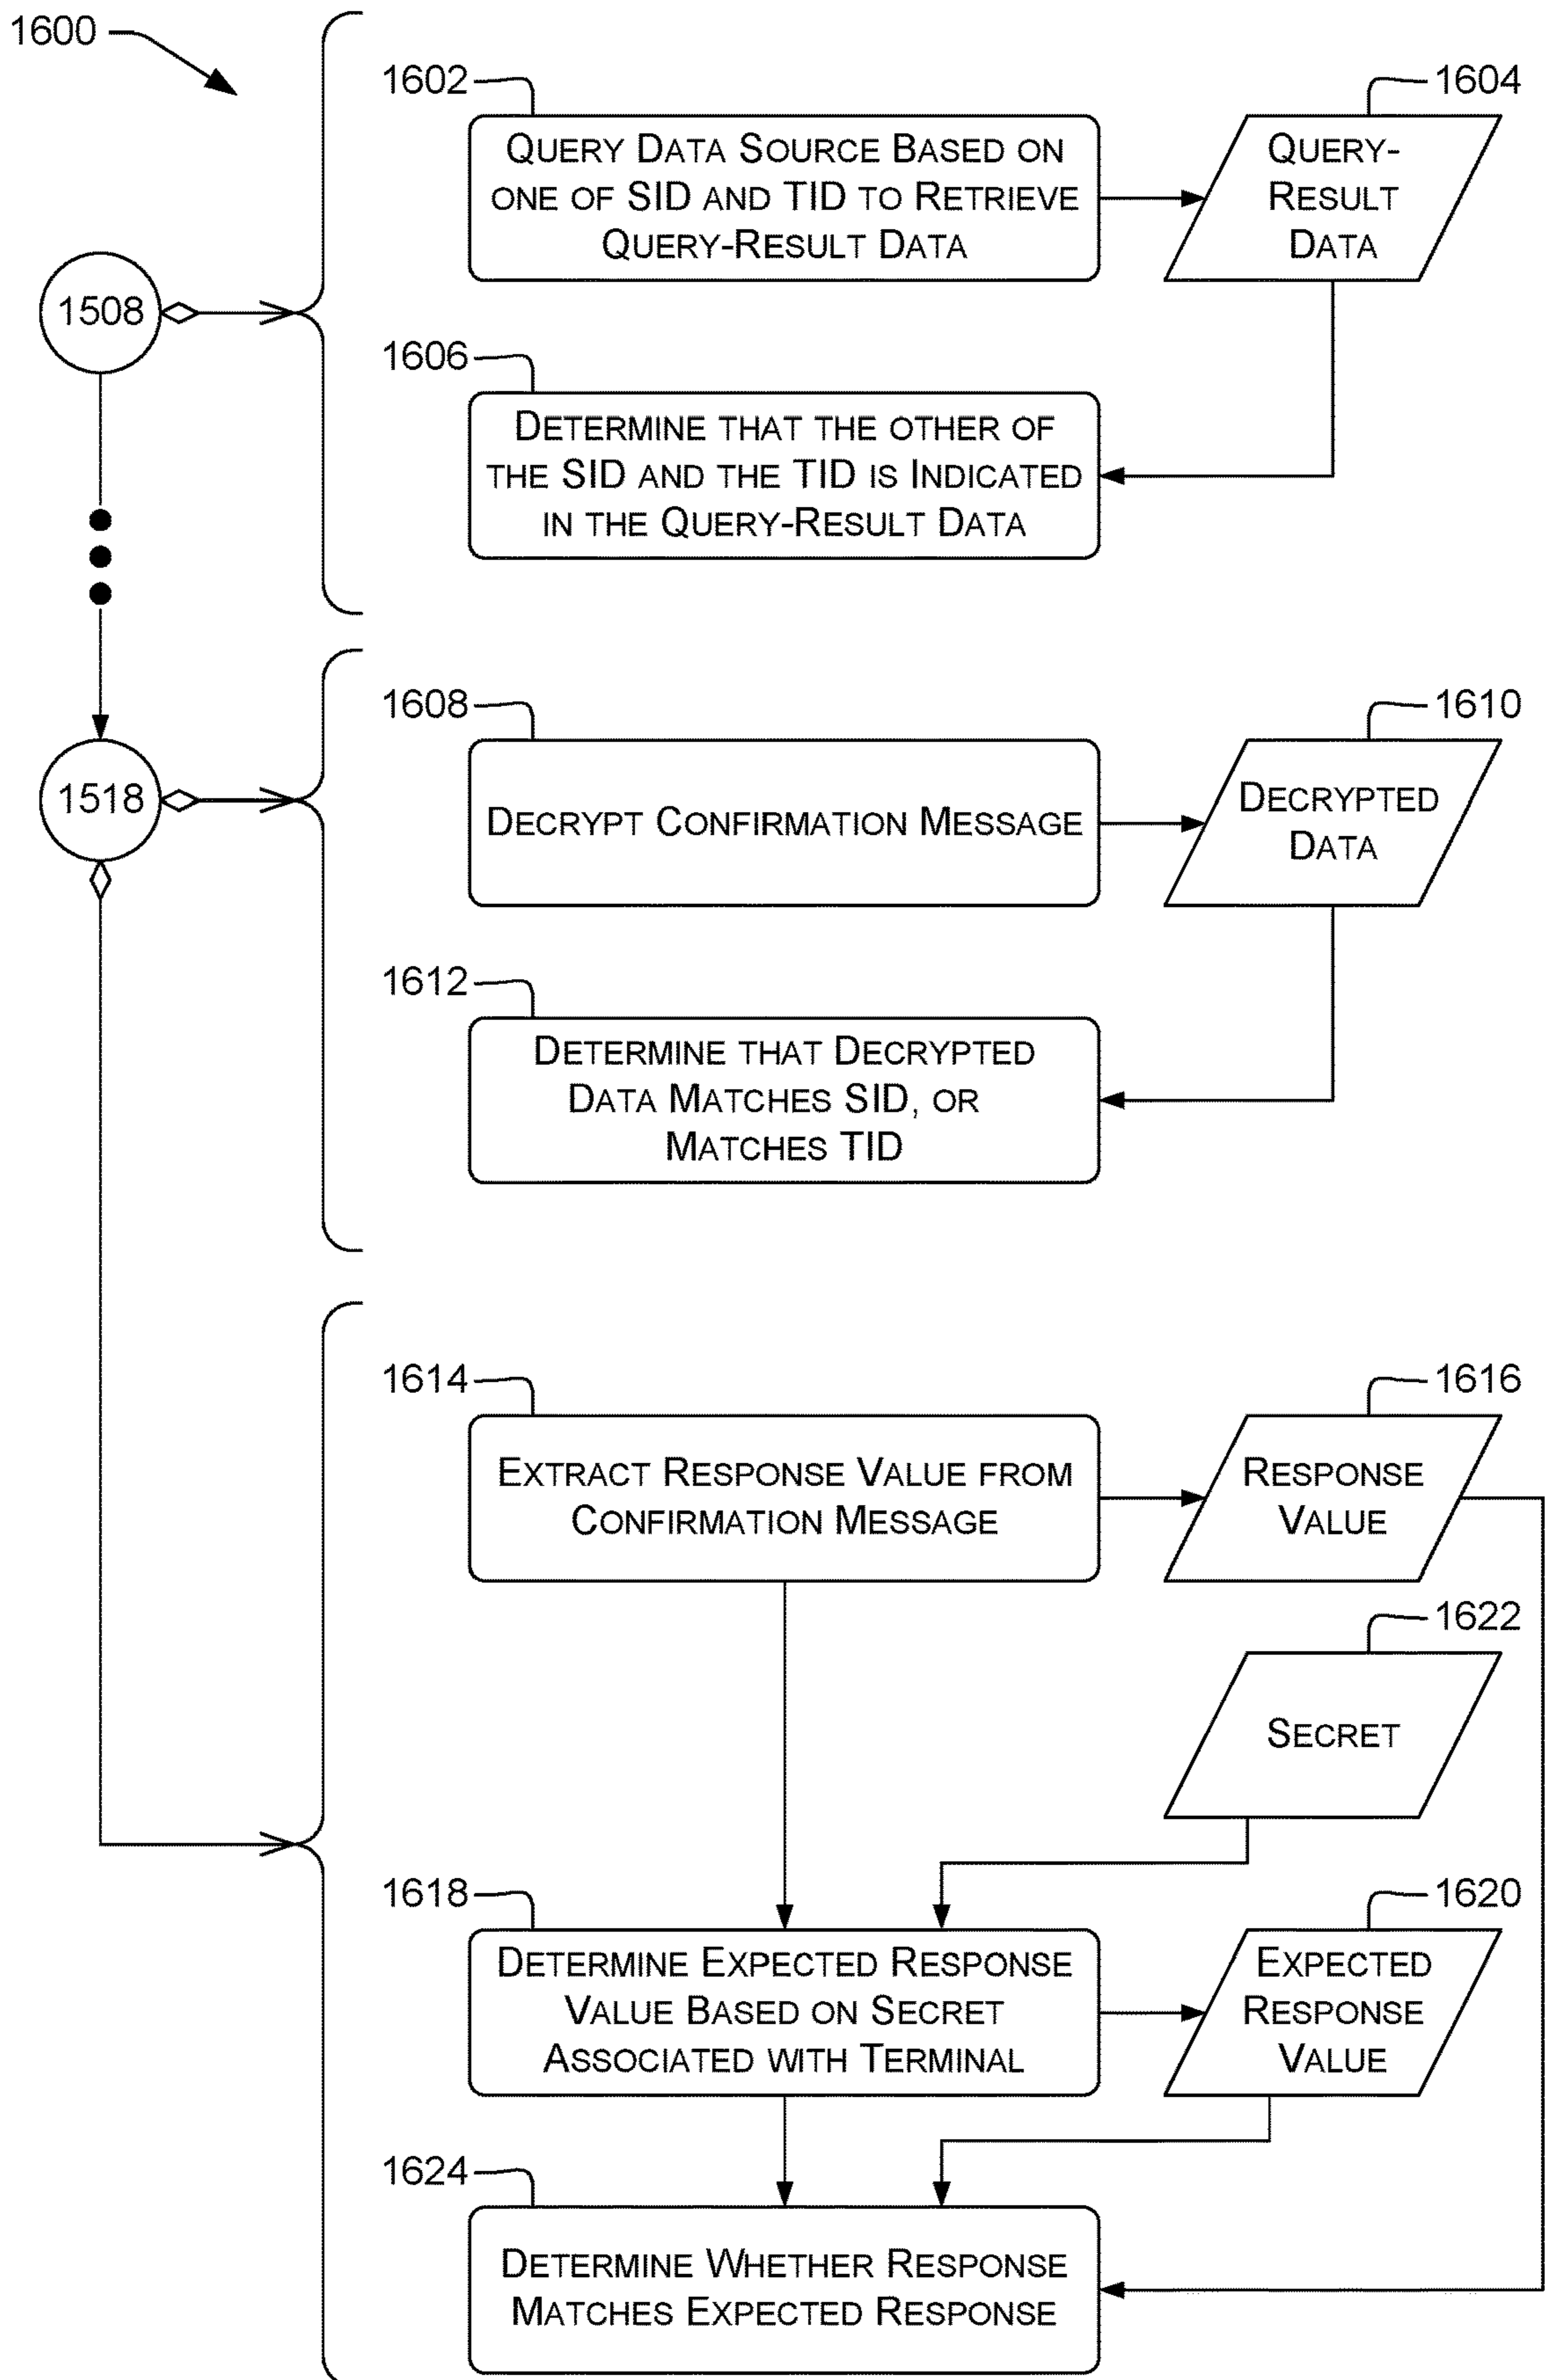 1600
1602
1604
QUERY DATA SOURCE BASED ON
ONE OF SID AND TID TO RETRIEVE
QUERY-RESULT DATA
QUERY-
RESULT
DATA
1508
1606
DETERMINE THAT THE OTHER OF
THE SID AND THE TID IS INDICATED
IN THE QUERY-RESULT DATA
1608
1610
1518
DECRYPT CONFIRMATION MESSAGE
DECRYPTED
DATA
1612
DETERMINE THAT DECRYPTED
DATA MATCHES SID, OR
MATCHES TID
1614
1616
EXTRACT RESPONSE VALUE FROM
CONFIRMATION MESSAGE
RESPONSE
VALUE
1622
SECRET
1618
1620
DETERMINE EXPECTED RESPONSE
VALUE BASED ON SECRET
ASSOCIATED WITH TERMINAL
EXPECTED
RESPONSE
VALUE
1624
DETERMINE WHETHER RESPONSE
MATCHES EXPECTED RESPONSE